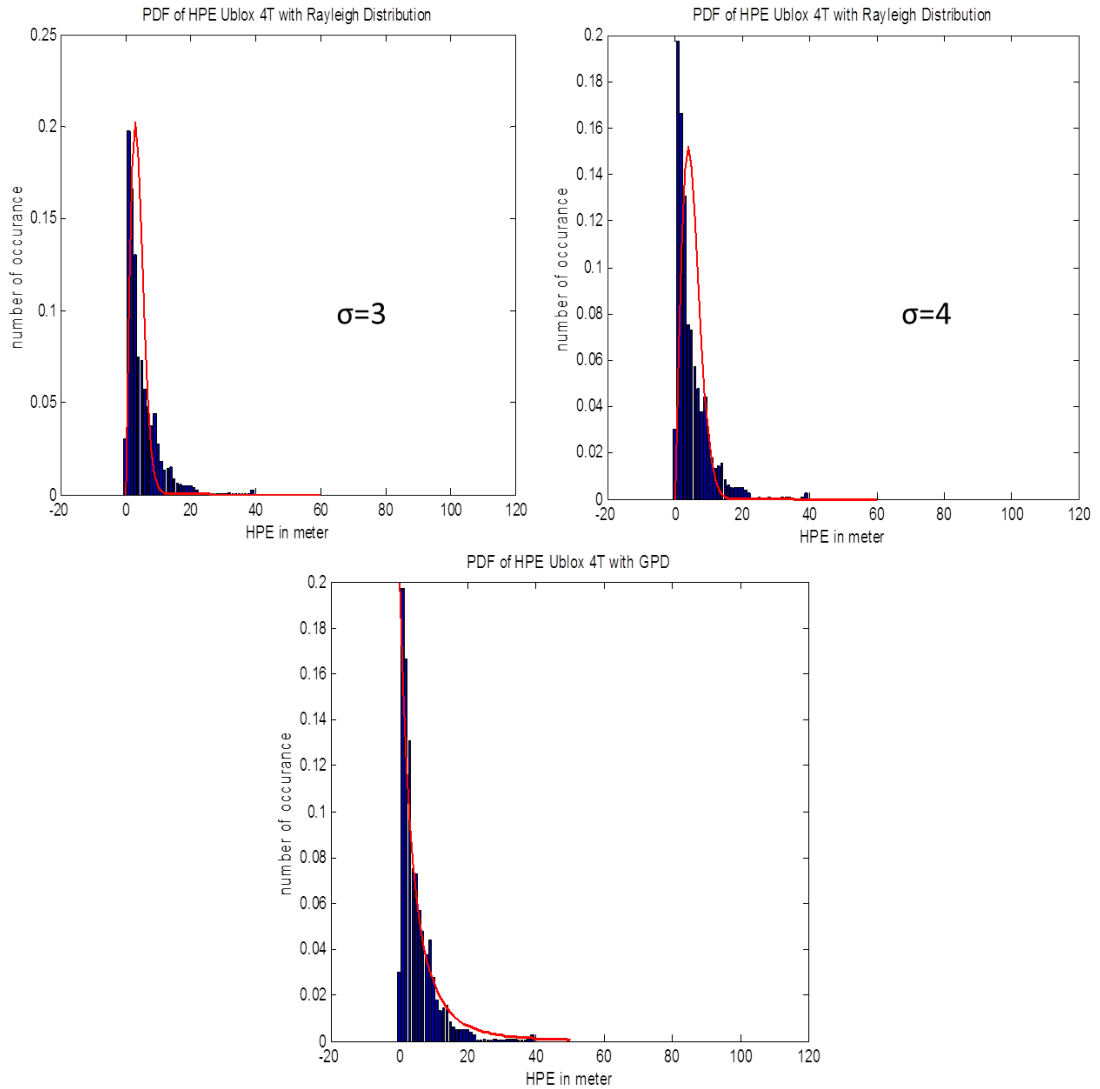 PDF of HPE Ublox 4T with Rayleigh Distribution
0.25
0.2
0.15
0.1
0.05
0
number of occurance
σ=3
-20 0 20 40 60 80 100 120
HPE in meter
PDF of HPE Ublox 4T with Rayleigh Distribution
0.2
0.18
0.16
0.14
0.12
0.1
0.08
0.06
0.04
0.02
0
number of occurance
σ=4
-20 0 20 40 60 80 100 120
HPE in meter
PDF of HPE Ublox 4T with GPD
0.2
0.18
0.16
0.14
0.12
0.1
0.08
0.06
0.04
0.02
0
number of occurance
-20 0 20 40 60 80 100 120
HPE in meter